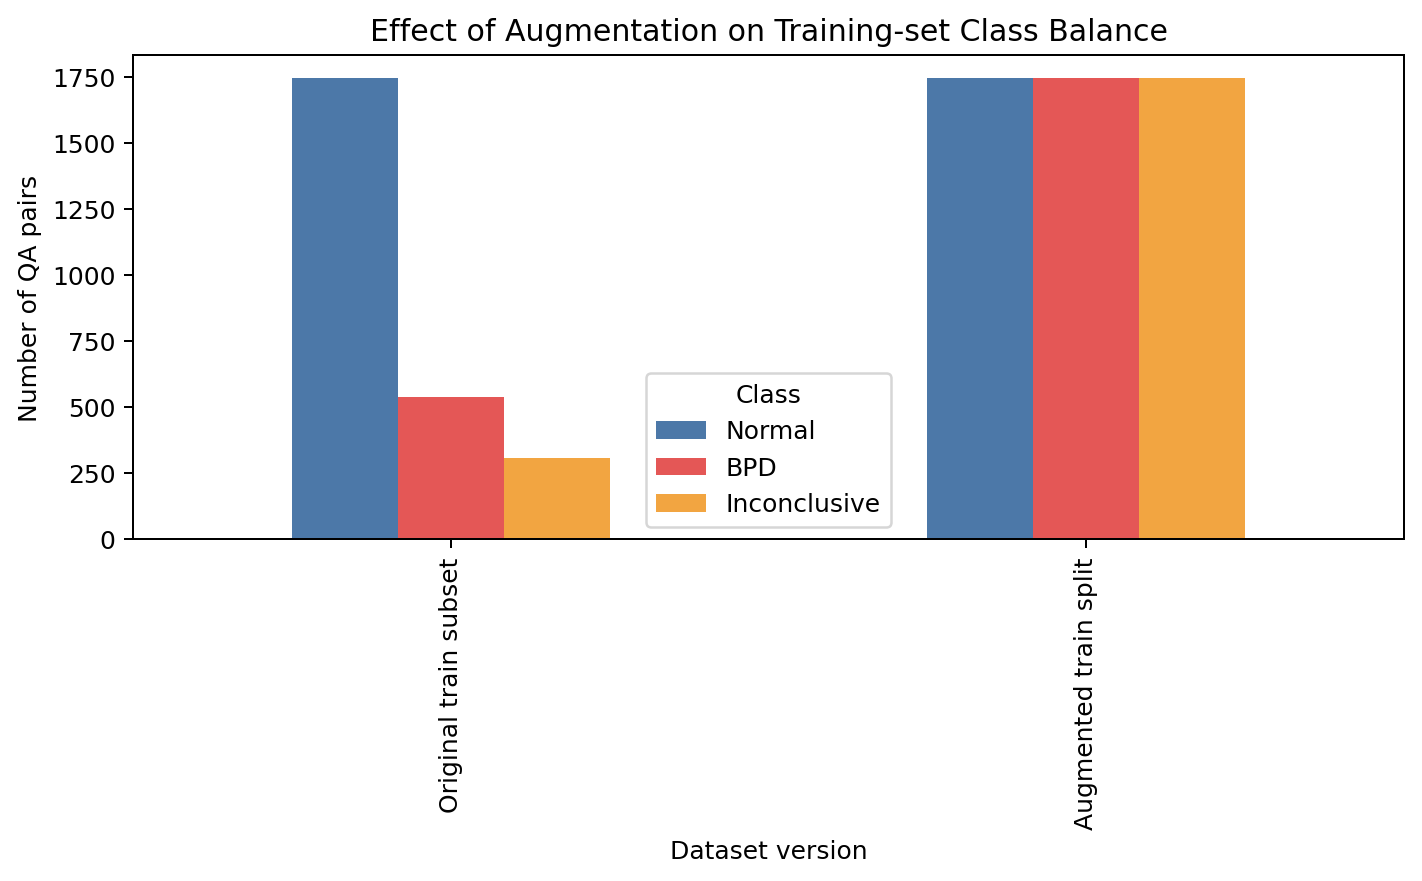 Effect of Augmentation on Training-set Class Balance
Number of QA pairs
1750
1500
1250
1000
750
500
250
0
Class
Normal
BPD
Inconclusive
Original train subset
Augmented train split
Dataset version